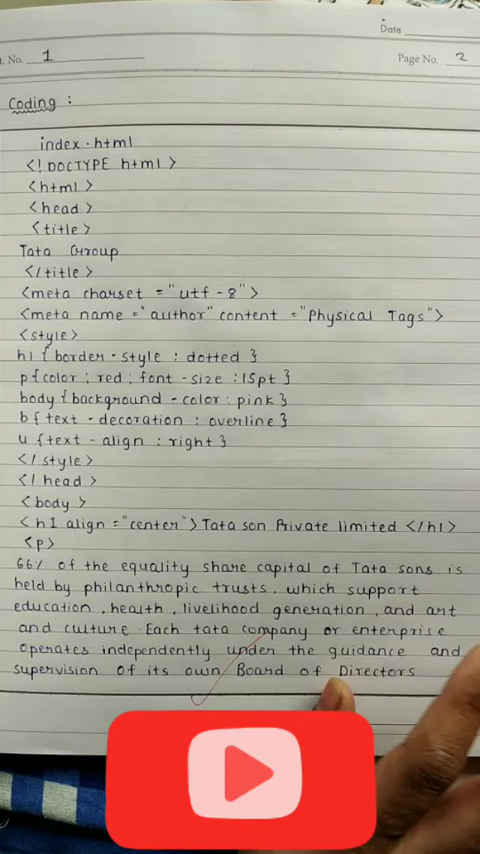 Date
. No. 1
Page No. 2
Coding :
index.html
<! DOCTYPE html>
<html>
<head>
<title>
Tata Group
</title>
<meta charset ="utf-8">
<meta name ="author" content ="Physical Tags">
<style>
h1 {border-style : dotted }
p{color ; red ; font-size : 15pt }
body {background-color : pink }
b {text-decoration : overline }
u {text-align : right }
</style>
</head>
<body>
<h1 align ="center">Tata son Private limited </h1>
<p>
66% of the equality share capital of Tata sons is
held by philanthropic trusts, which support
education, health, livelihood generation, and art
and culture. Each tata company or enterprise
operates independently under the guidance and
supervision of its own Board of Directors